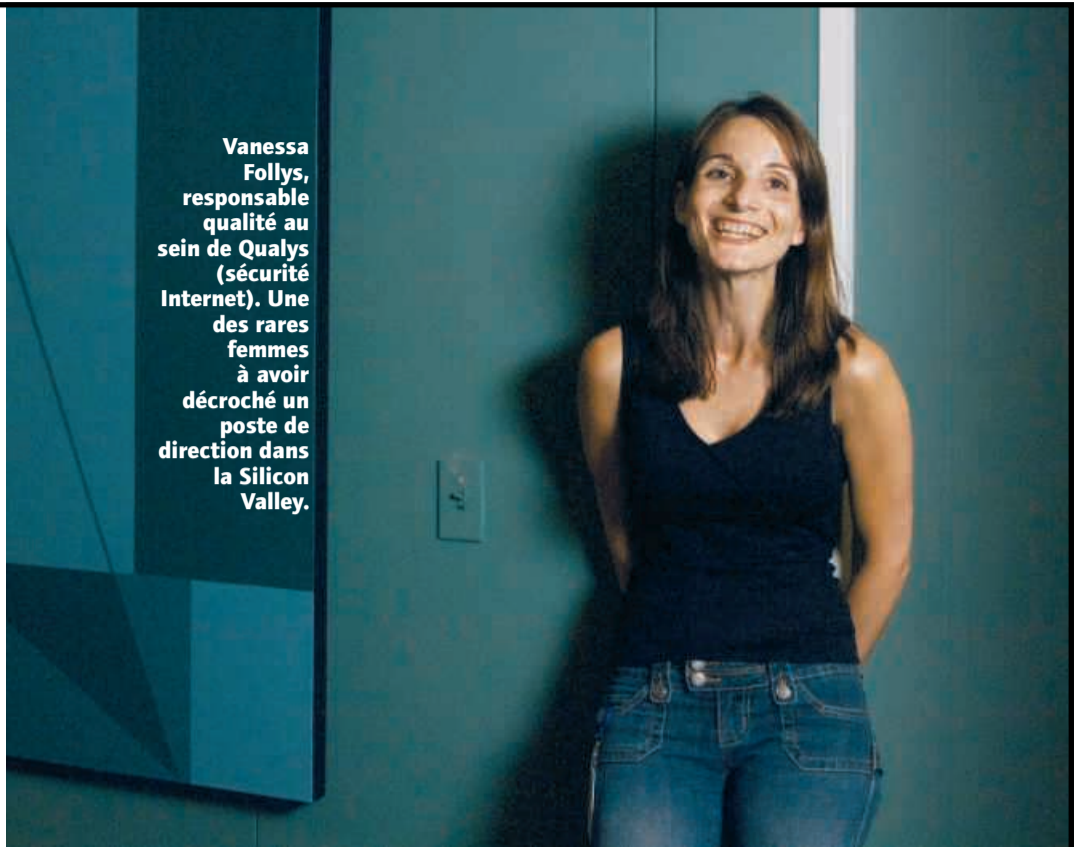 Vanessa
Follys,
responsable
qualité au
sein de Qualys
(sécurité
Internet). Une
des rares
femmes
à avoir
décroché un
poste de
direction dans
la Silicon
Valley.